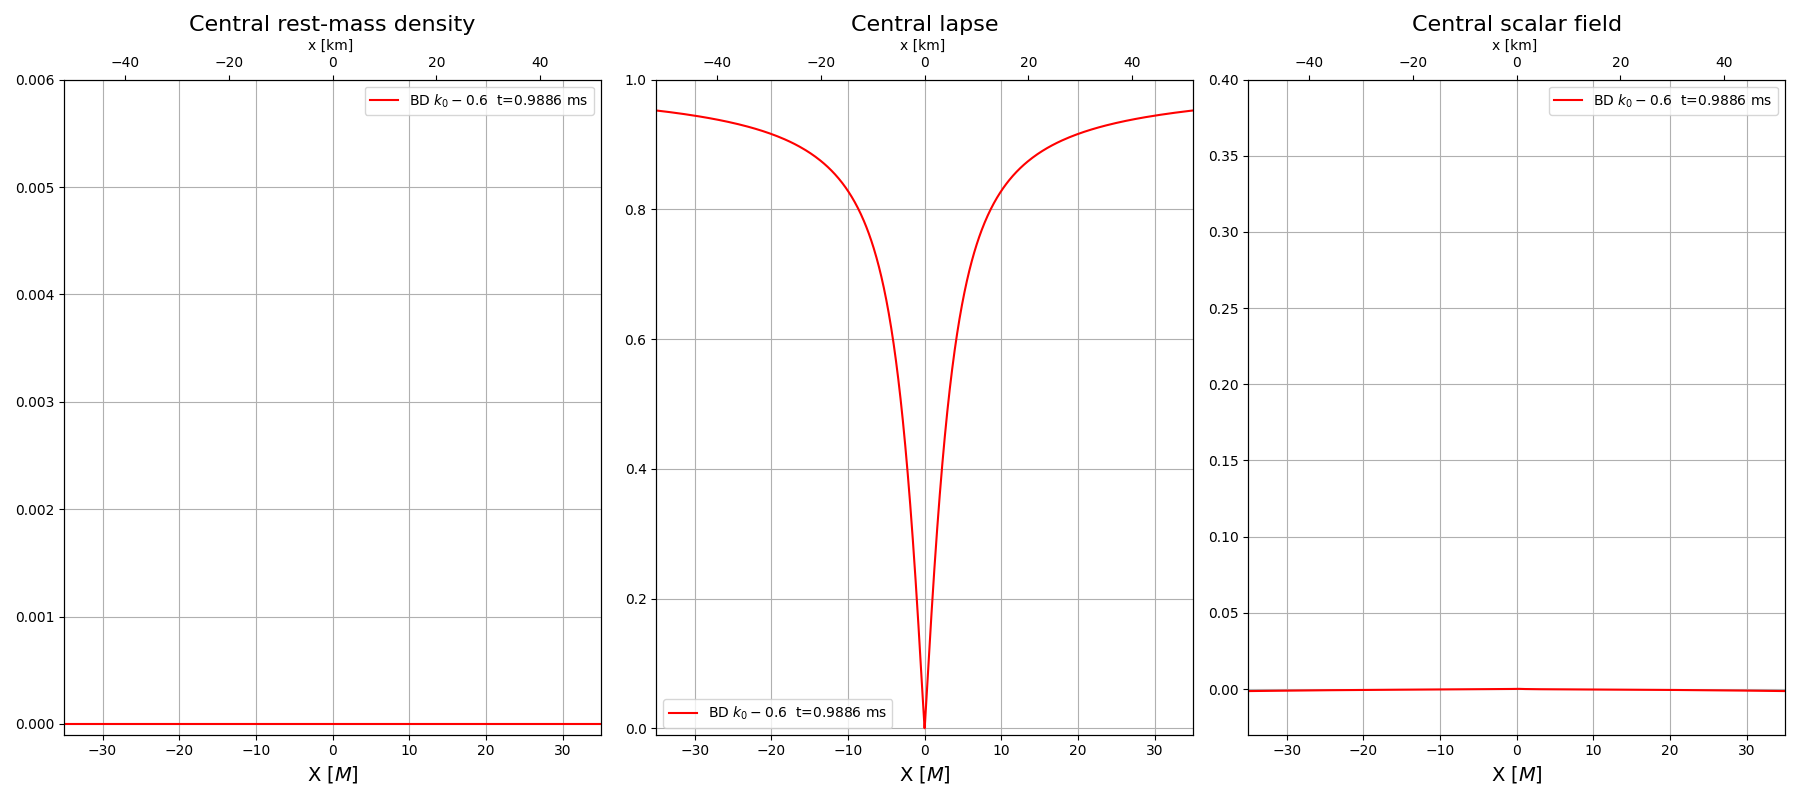 Central rest-mass density
x [km]
−40 −20 0 20 40
0.006
0.005
0.004
0.003
0.002
0.001
0.000
BD k₀ − 0.6 t=0.9886 ms
−30 −20 −10 0 10 20 30
X [M]
Central lapse
x [km]
−40 −20 0 20 40
1.0
0.8
0.6
0.4
0.2
0.0
BD k₀ − 0.6 t=0.9886 ms
−30 −20 −10 0 10 20 30
X [M]
Central scalar field
x [km]
−40 −20 0 20 40
0.40
0.35
0.30
0.25
0.20
0.15
0.10
0.05
0.00
BD k₀ − 0.6 t=0.9886 ms
−30 −20 −10 0 10 20 30
X [M]